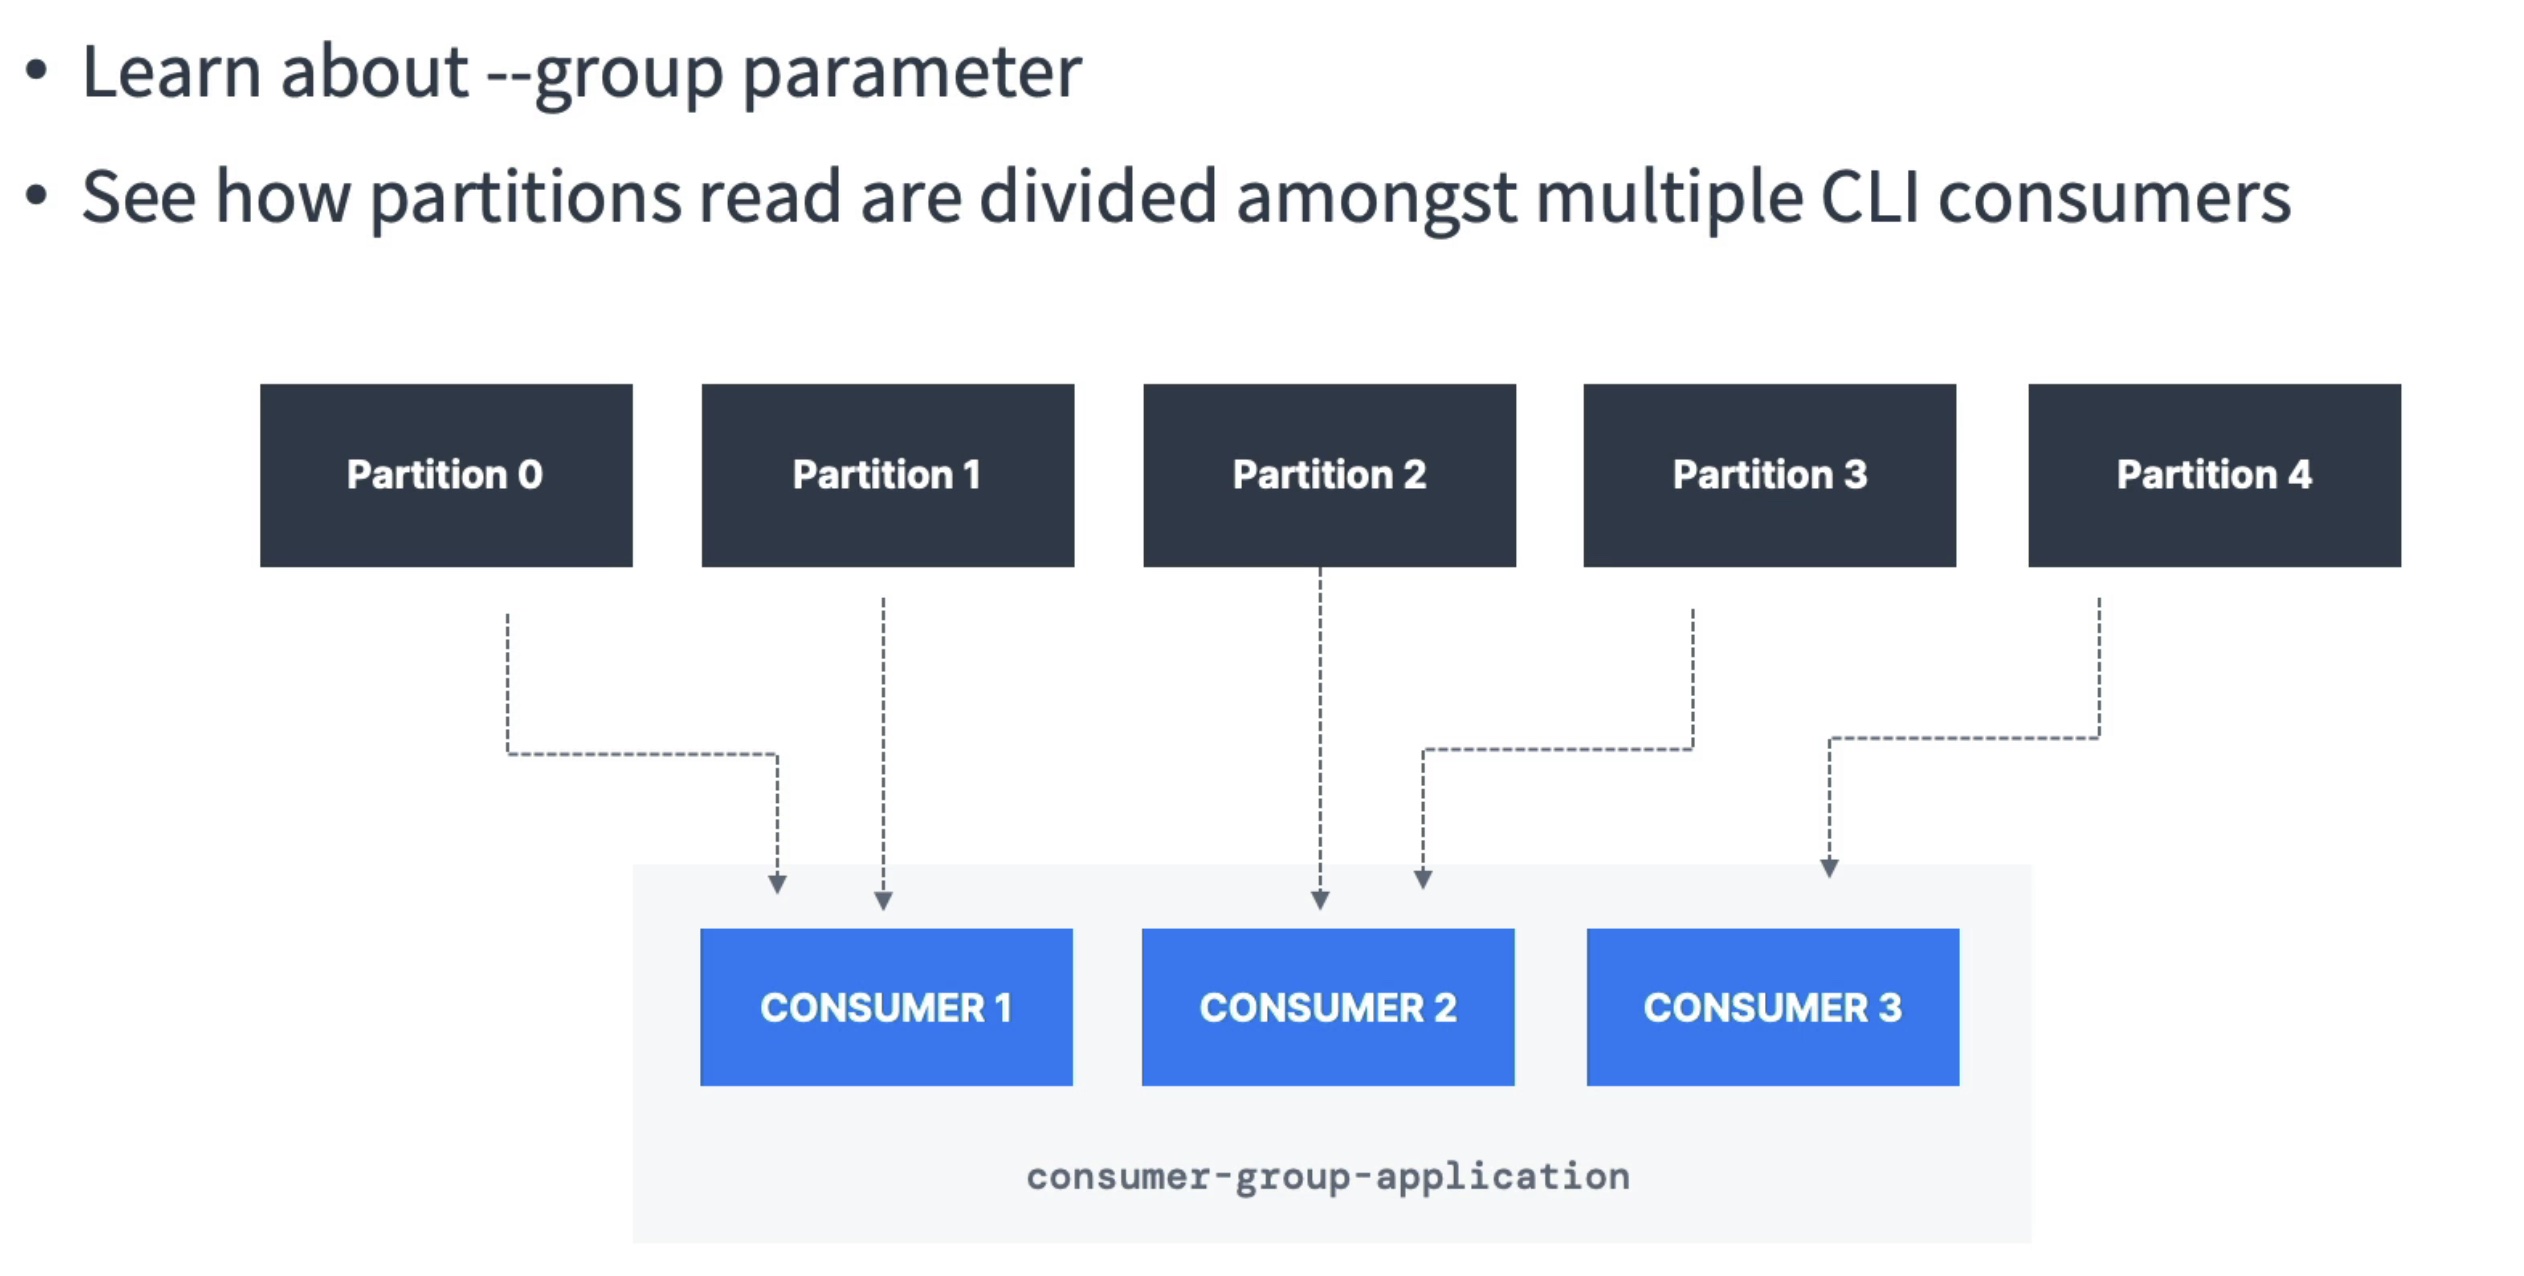 • Learn about --group parameter
• See how partitions read are divided amongst multiple CLI consumers
Partition 0
Partition 1
Partition 2
Partition 3
Partition 4
CONSUMER 1
CONSUMER 2
CONSUMER 3
consumer-group-application